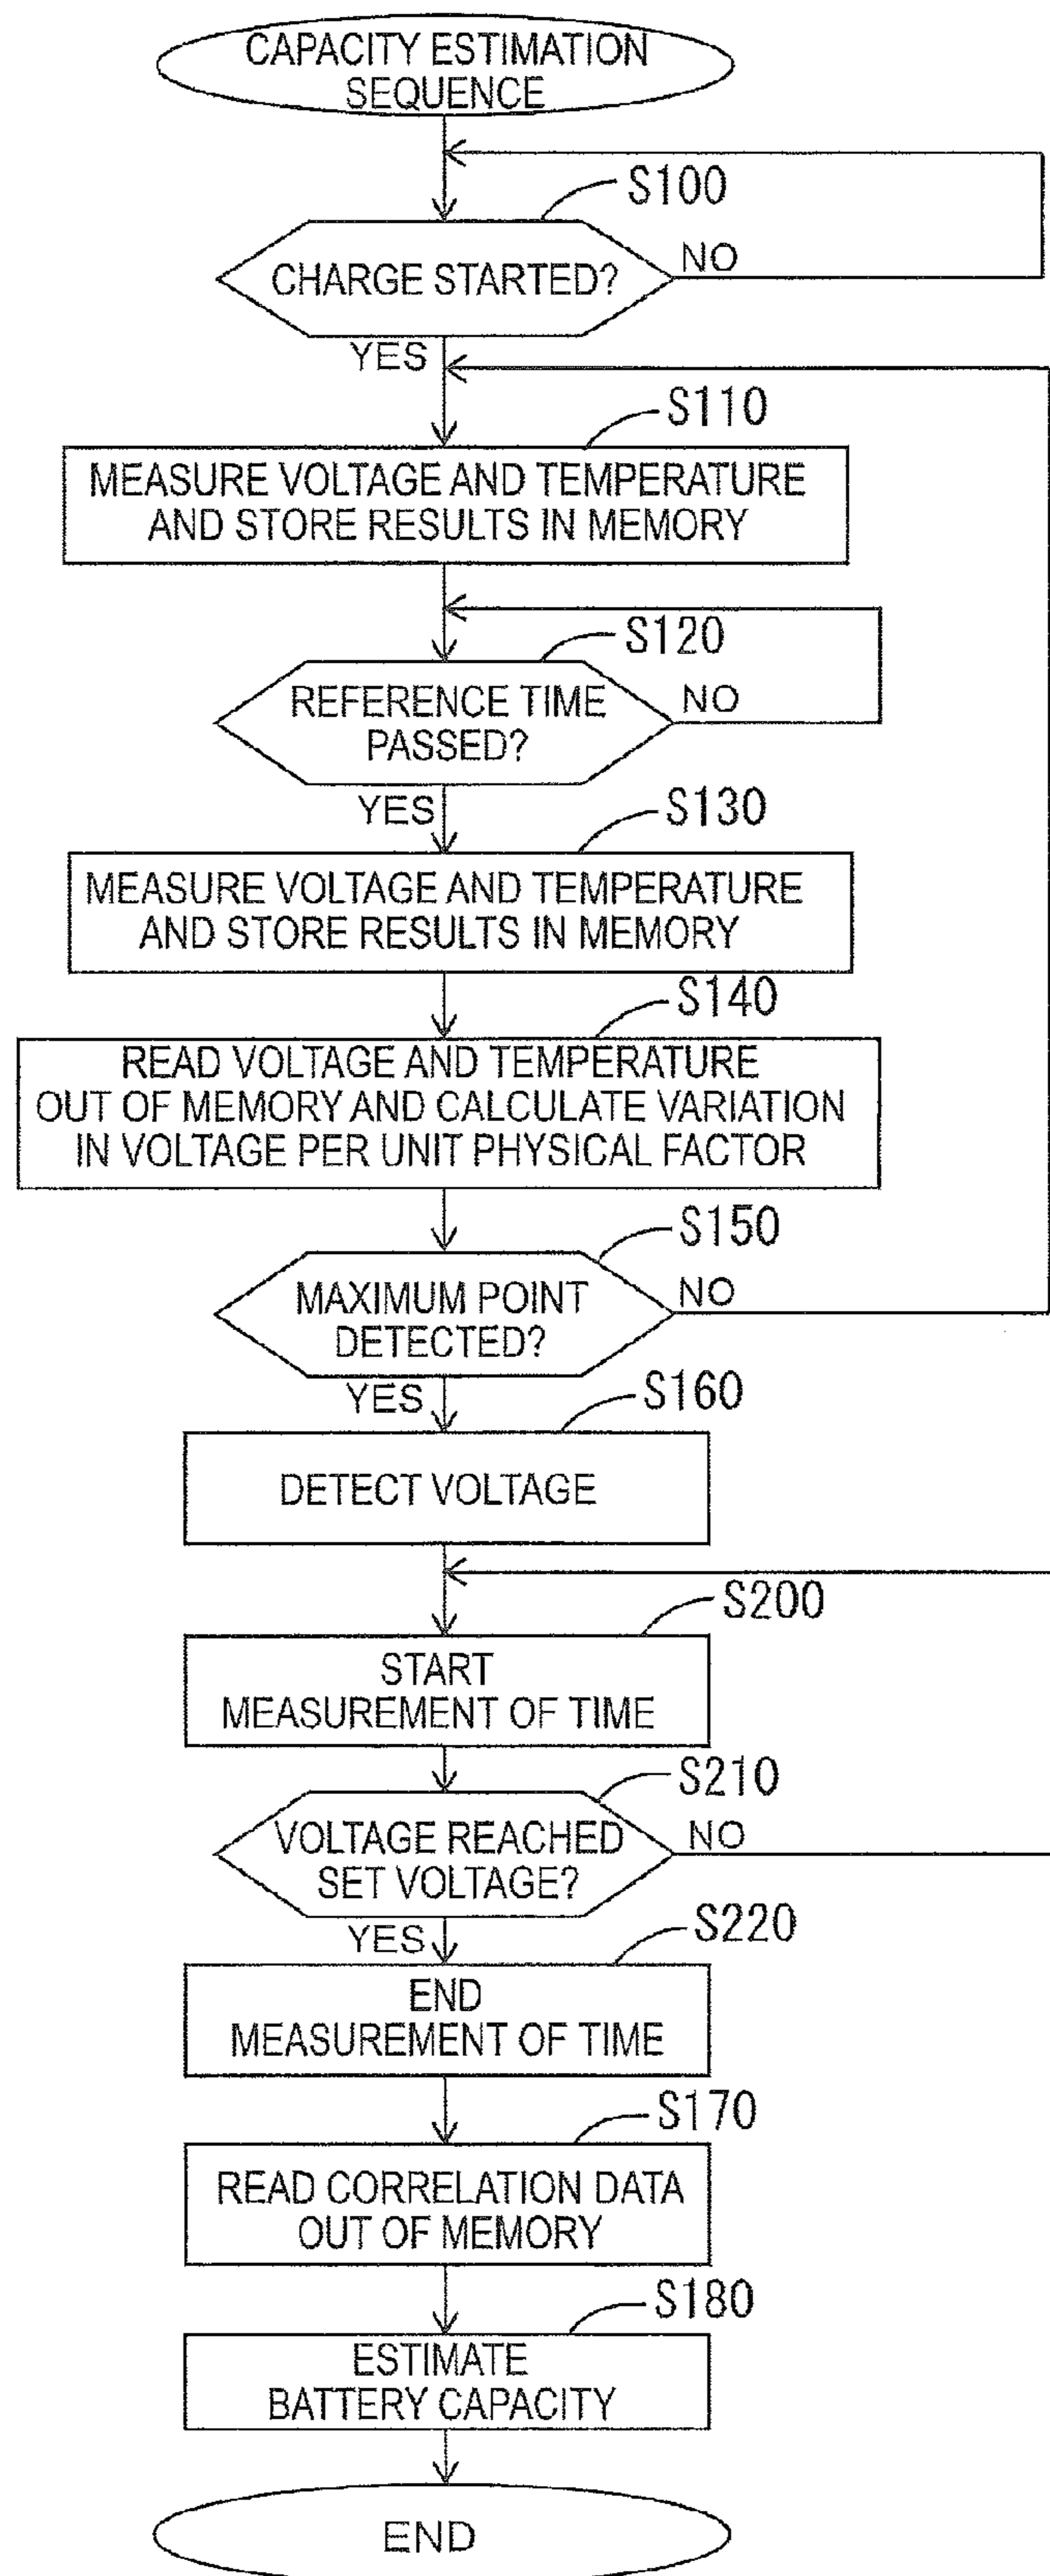 CAPACITY ESTIMATION
SEQUENCE
S100
CHARGE STARTED?
NO
YES
S110
MEASURE VOLTAGE AND TEMPERATURE
AND STORE RESULTS IN MEMORY
S120
REFERENCE TIME
PASSED?
NO
YES
S130
MEASURE VOLTAGE AND TEMPERATURE
AND STORE RESULTS IN MEMORY
S140
READ VOLTAGE AND TEMPERATURE
OUT OF MEMORY AND CALCULATE VARIATION
IN VOLTAGE PER UNIT PHYSICAL FACTOR
S150
MAXIMUM POINT
DETECTED?
NO
YES
S160
DETECT VOLTAGE
S200
START
MEASUREMENT OF TIME
S210
VOLTAGE REACHED
SET VOLTAGE?
NO
YES
S220
END
MEASUREMENT OF TIME
S170
READ CORRELATION DATA
OUT OF MEMORY
S180
ESTIMATE
BATTERY CAPACITY
END